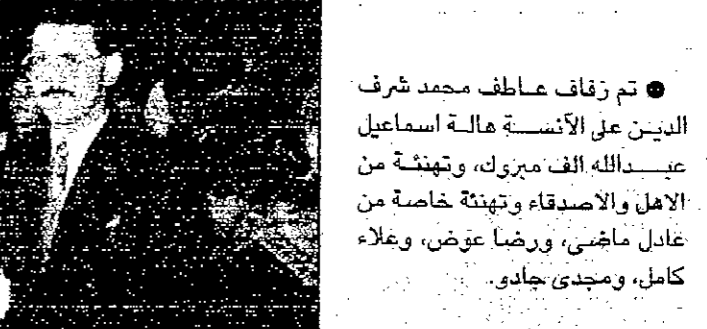 ● تم زفاف عاطف محمد شرف
الدين على الآنسة هالة اسماعيل
عبدالله الف مبروك، وتهنئة من
الاهل والاصدقاء وتهنئة خاصة من
عادل ماضى، ورضا عوض، وعلاء
كامل، ومجدى جادو.